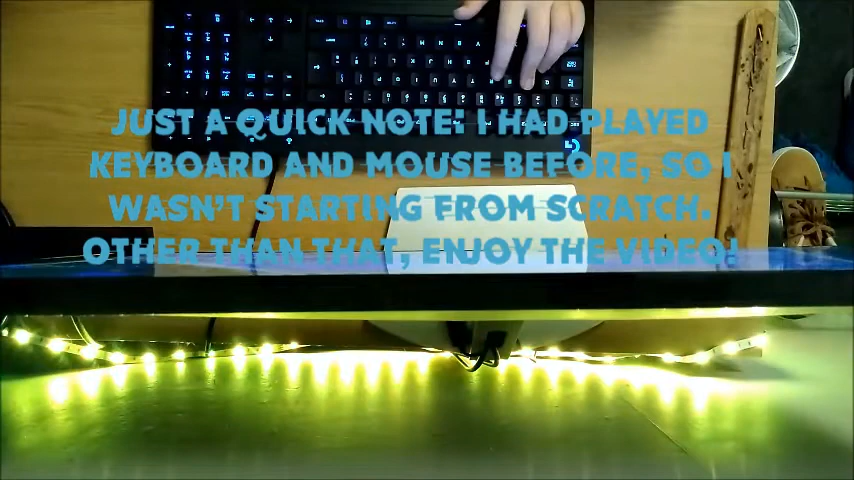 JUST A QUICK NOTE: I HAD PLAYED
KEYBOARD AND MOUSE BEFORE, SO I
WASN'T STARTING FROM SCRATCH.
OTHER THAN THAT, ENJOY THE VIDEO!